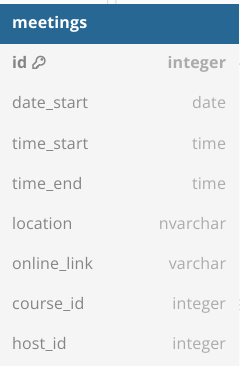 meetings
id integer
date_start date
time_start time
time_end time
location nvarchar
online_link varchar
course_id integer
host_id integer